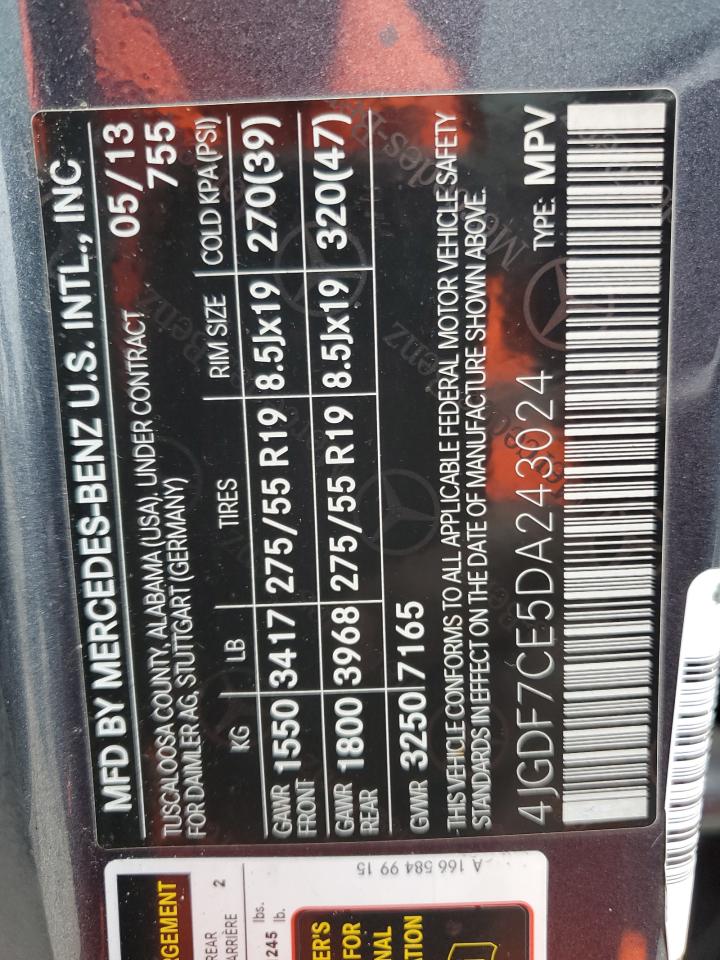 MFD BY MERCEDES-BENZ U.S. INTL., INC
TUSCALOOSA COUNTY, ALABAMA (USA), UNDER CONTRACT 05/13
FOR DAIMLER AG, STUTTGART (GERMANY) 755
KG LB TIRES RIM SIZE COLD KPA(PSI)
GAWR FRONT 1550 3417 275/55 R19 8.5Jx19 270(39)
GAWR REAR 1800 3968 275/55 R19 8.5Jx19 320(47)
GVWR 3250 7165
THIS VEHICLE CONFORMS TO ALL APPLICABLE FEDERAL MOTOR VEHICLE SAFETY
STANDARDS IN EFFECT ON THE DATE OF MANUFACTURE SHOWN ABOVE.
4JGDF7CE5DA243024 TYPE: MPV
A 166 584 99 15
REAR 2
ARRIÈRE
lbs.
245 lb.